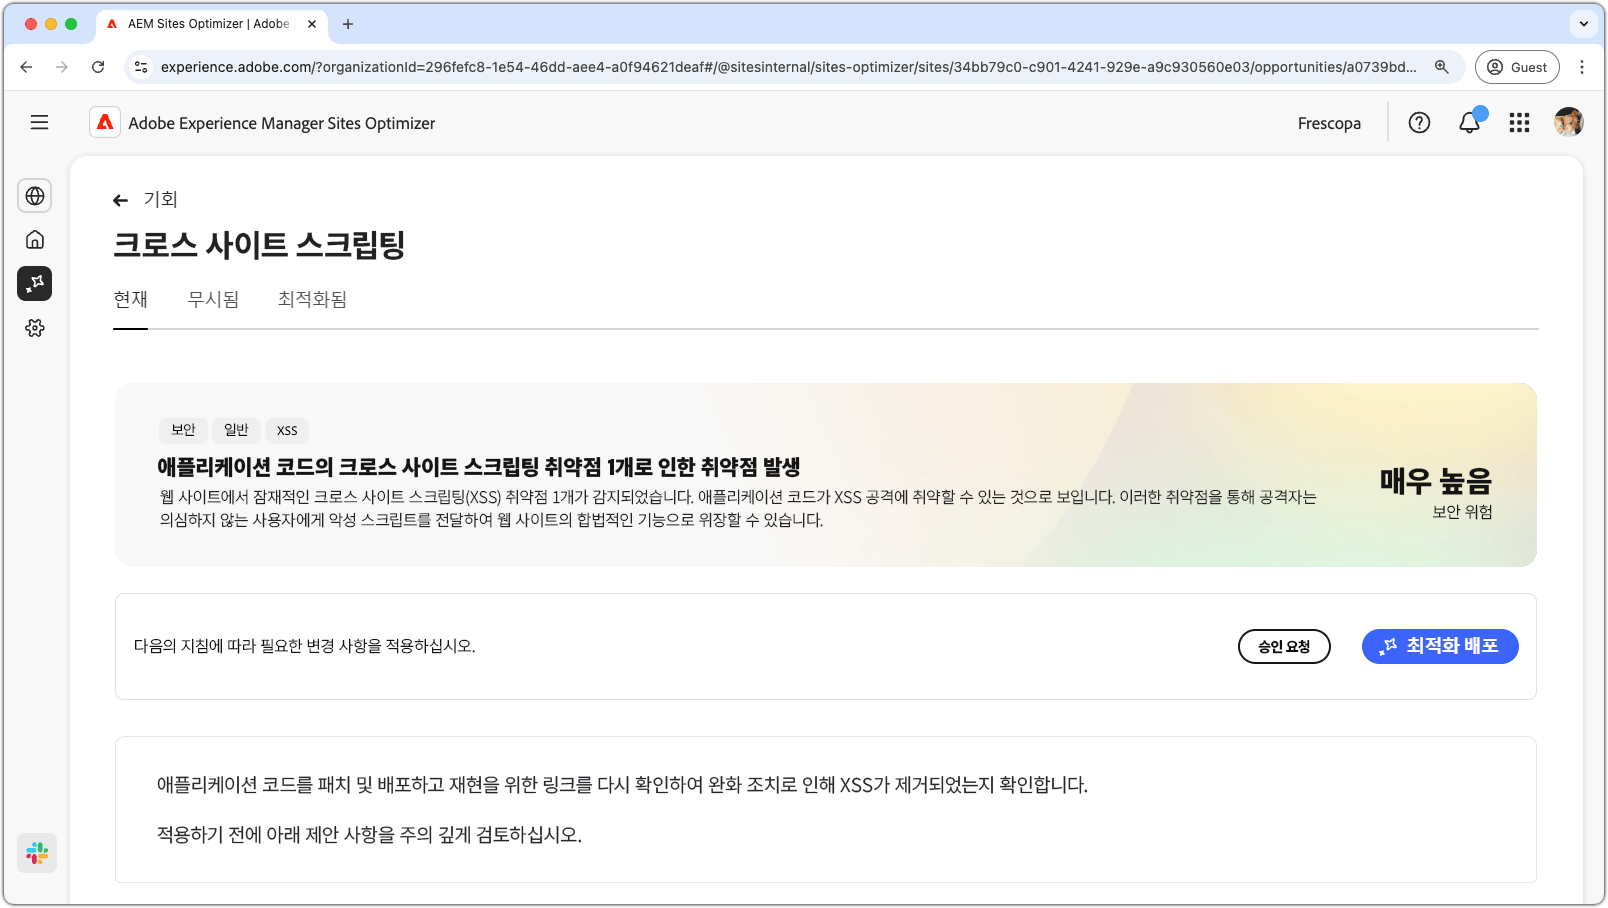 AEM Sites Optimizer | Adobe
experience.adobe.com/?organizationId=296fefc8-1e54-46dd-aee4-a0f94621deaf#/@sitesinternal/sites-optimizer/sites/34bb79c0-c901-4241-929e-a9c930560e03/opportunities/a0739bd...
Guest
Adobe Experience Manager Sites Optimizer
Frescopa
기회
크로스 사이트 스크립팅
현재 무시됨 최적화됨
보안 일반 XSS
애플리케이션 코드의 크로스 사이트 스크립팅 취약점 1개로 인한 취약점 발생
웹 사이트에서 잠재적인 크로스 사이트 스크립팅(XSS) 취약점 1개가 감지되었습니다. 애플리케이션 코드가 XSS 공격에 취약할 수 있는 것으로 보입니다. 이러한 취약점을 통해 공격자는
의심하지 않는 사용자에게 악성 스크립트를 전달하여 웹 사이트의 합법적인 기능으로 위장할 수 있습니다.
매우 높음
보안 위험
다음의 지침에 따라 필요한 변경 사항을 적용하십시오.
승인 요청
최적화 배포
애플리케이션 코드를 패치 및 배포하고 재현을 위한 링크를 다시 확인하여 완화 조치로 인해 XSS가 제거되었는지 확인합니다.
적용하기 전에 아래 제안 사항을 주의 깊게 검토하십시오.